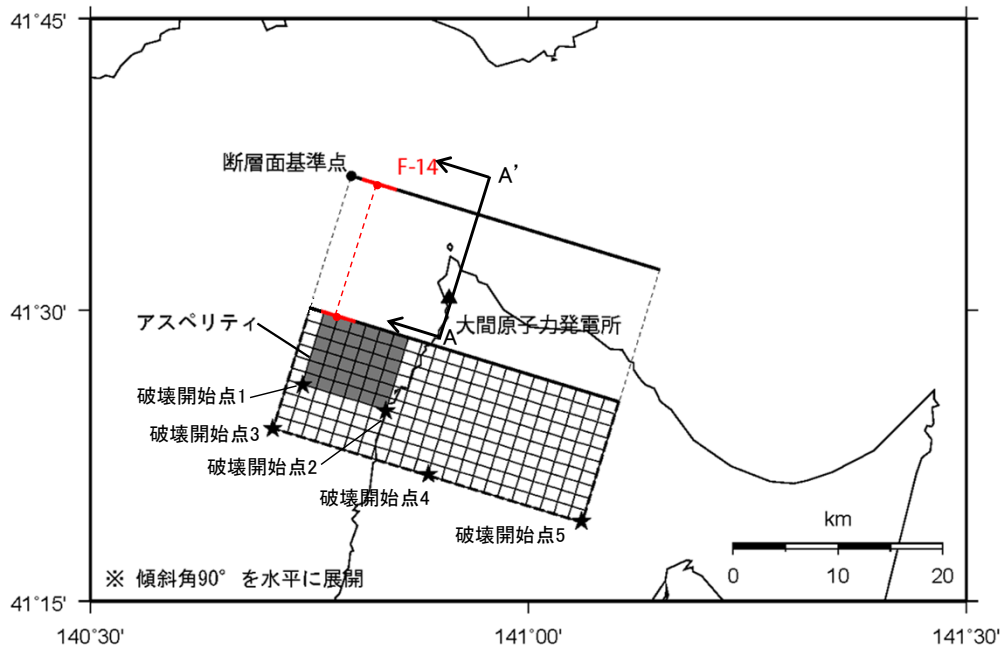 41°45'
断層面基準点
F-14
A’
41°30'
アスペリティ
A
大間原子力発電所
破壊開始点1
破壊開始点3
破壊開始点2
破壊開始点4
破壊開始点5
km
0 10 20
※ 傾斜角90°を水平に展開
41°15'
140°30' 141°00' 141°30'